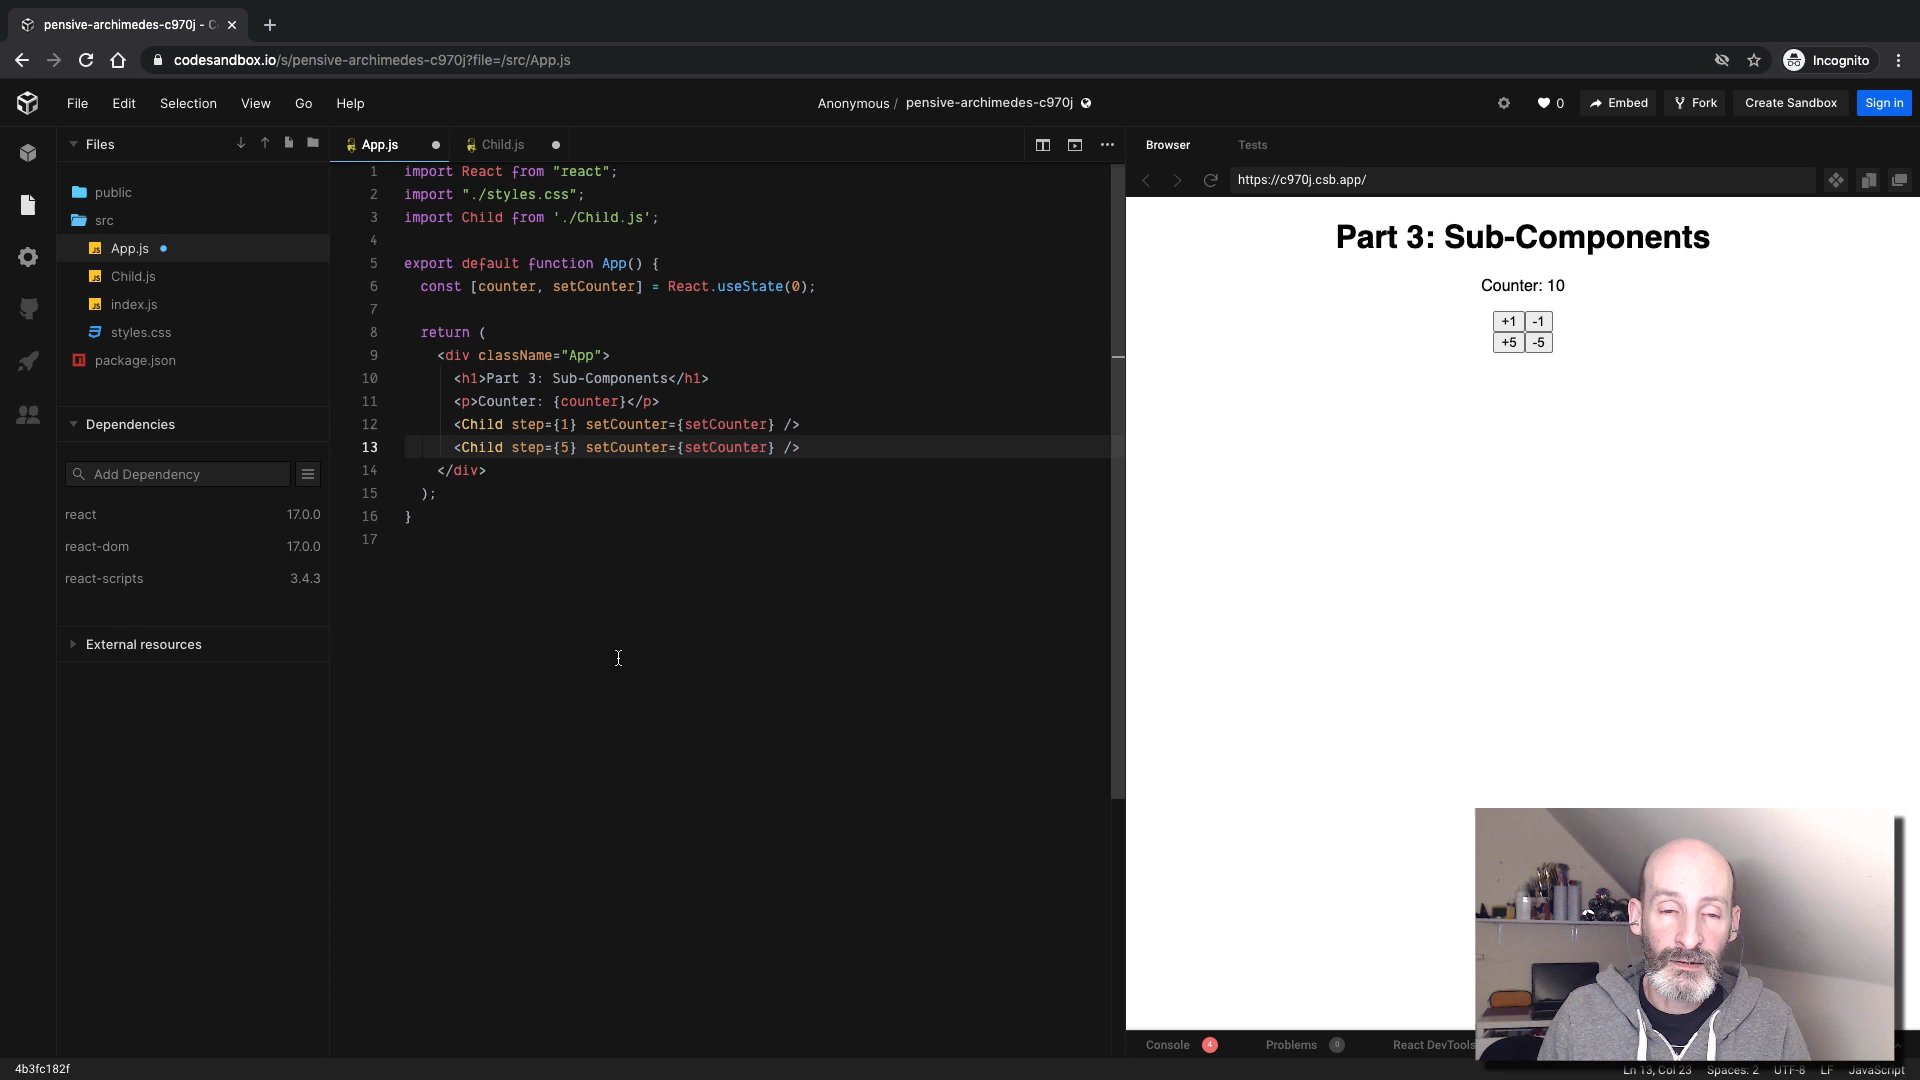 pensive-archimedes-c970j - C
codesandbox.io/s/pensive-archimedes-c970j?file=/src/App.js
Incognito
File Edit Selection View Go Help
Anonymous / pensive-archimedes-c970j
0 Embed Fork Create Sandbox Sign in
Files
public
src
App.js
Child.js
index.js
styles.css
package.json
Dependencies
Add Dependency
react 17.0.0
react-dom 17.0.0
react-scripts 3.4.3
External resources
App.js Child.js
1 import React from "react";
2 import "./styles.css";
3 import Child from './Child.js';
4
5 export default function App() {
6 const [counter, setCounter] = React.useState(0);
7
8 return (
9 <div className="App">
10 <h1>Part 3: Sub-Components</h1>
11 <p>Counter: {counter}</p>
12 <Child step={1} setCounter={setCounter} />
13 <Child step={5} setCounter={setCounter} />
14 </div>
15 );
16 }
17
Browser Tests
https://c970j.csb.app/
Part 3: Sub-Components
Counter: 10
+1 -1
+5 -5
Console 4 Problems 0 React DevTools
4b3fc182f
Ln 13, Col 23 Spaces: 2 UTF-8 LF JavaScript